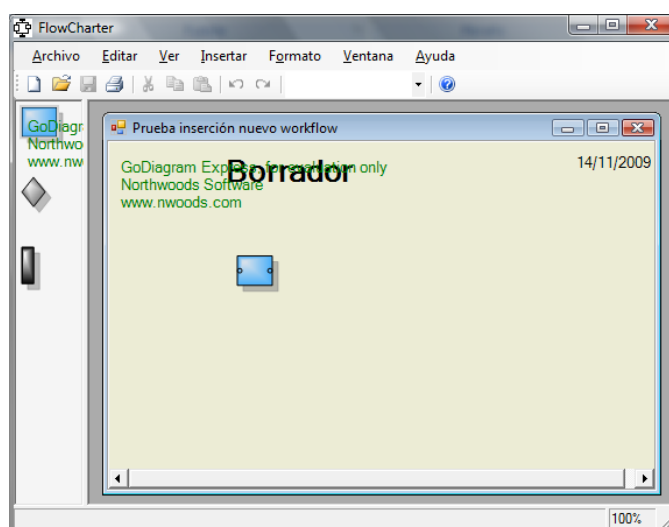 FlowCharter
Archivo Editar Ver Insertar Formato Ventana Ayuda
GoDiagr
Northwo
www.nw
Prueba inserción nuevo workflow
GoDiagram Express, for evaluation only
Northwoods Software
www.nwoods.com
Borrador
14/11/2009
100%